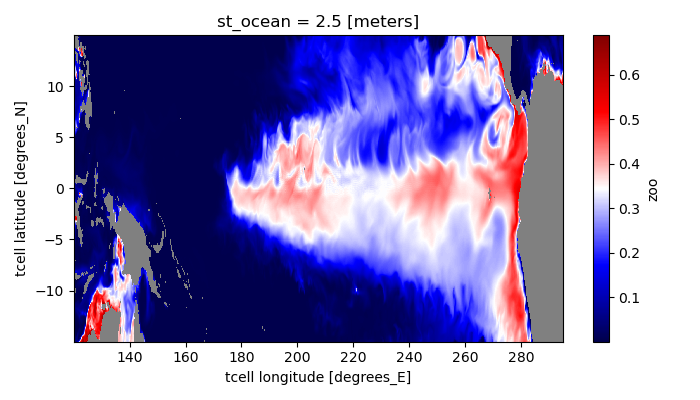 st_ocean = 2.5 [meters]
10
5
0
−5
−10
tcell latitude [degrees_N]
140 160 180 200 220 240 260 280
tcell longitude [degrees_E]
0.6
0.5
0.4
0.3
0.2
0.1
zoo